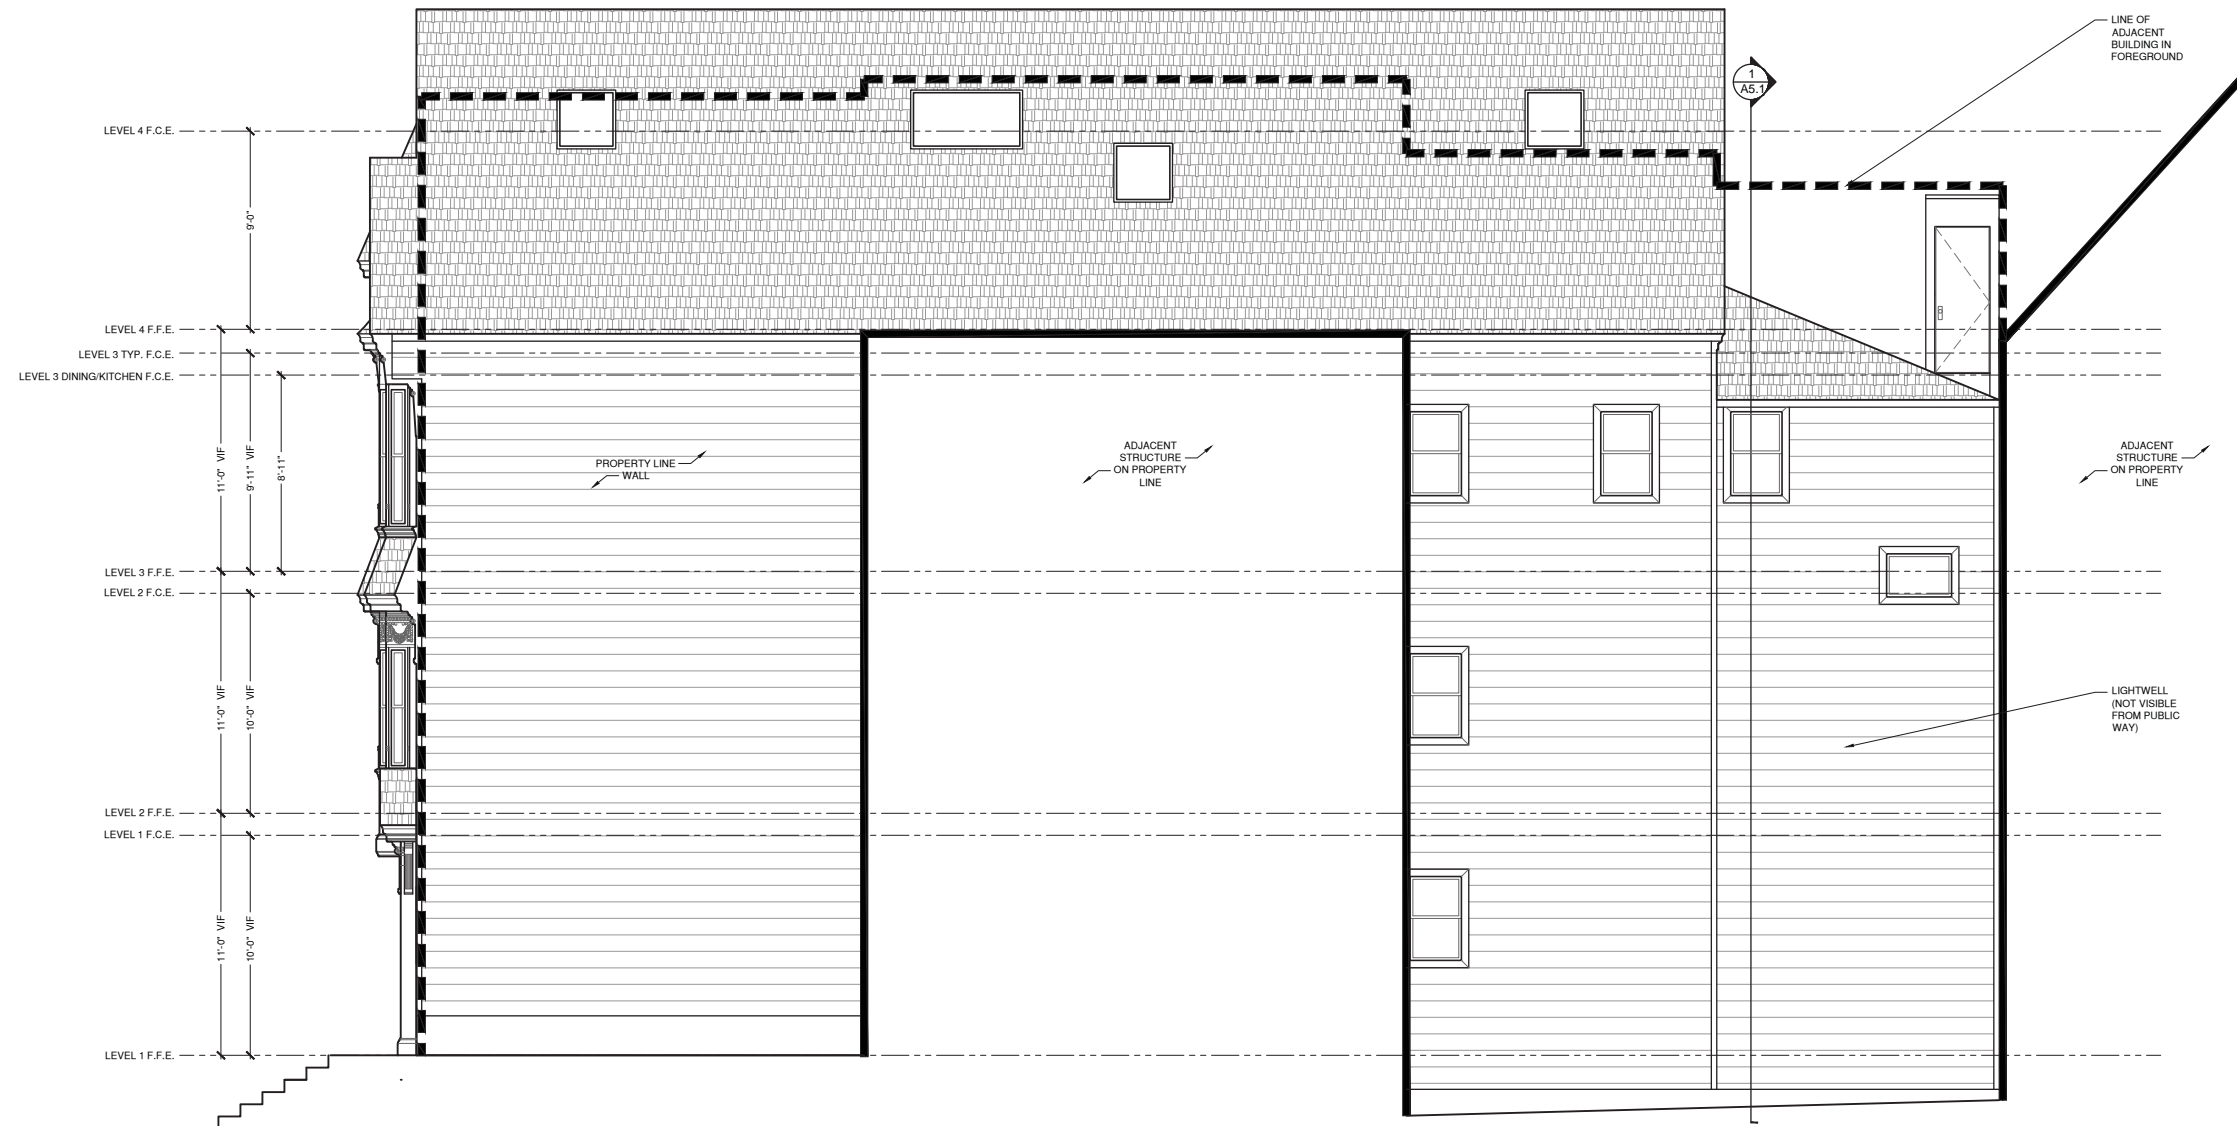 LINE OF
ADJACENT
BUILDING IN
FOREGROUND
1
A5.1
LEVEL 4 F.C.E.
9'-0"
LEVEL 4 F.F.E.
LEVEL 3 TYP. F.C.E.
LEVEL 3 DINING/KITCHEN F.C.E.
11'-0" VIF
9'-11" VIF
8'-11"
PROPERTY LINE
WALL
ADJACENT
STRUCTURE
ON PROPERTY
LINE
ADJACENT
STRUCTURE
ON PROPERTY
LINE
LEVEL 3 F.F.E.
LEVEL 2 F.C.E.
11'-0" VIF
10'-0" VIF
LIGHTWELL
(NOT VISIBLE
FROM PUBLIC
WAY)
LEVEL 2 F.F.E.
LEVEL 1 F.C.E.
11'-0" VIF
10'-0" VIF
LEVEL 1 F.F.E.